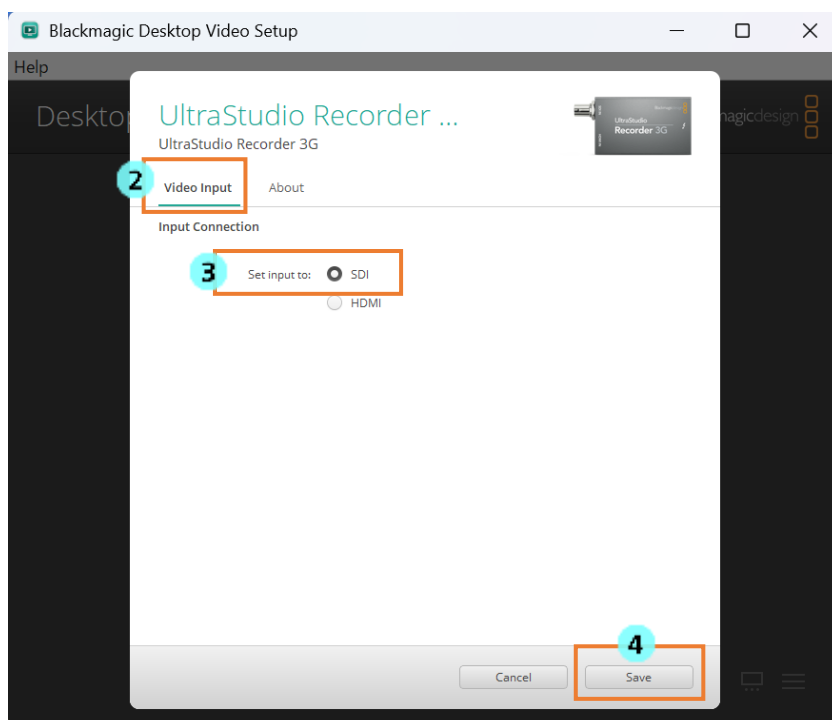 Blackmagic Desktop Video Setup
Help
Deskto
UltraStudio Recorder ...
UltraStudio Recorder 3G
UltraStudio
Recorder 3G
magicdesign
2
Video Input
About
Input Connection
3
Set input to:
SDI
HDMI
4
Cancel
Save